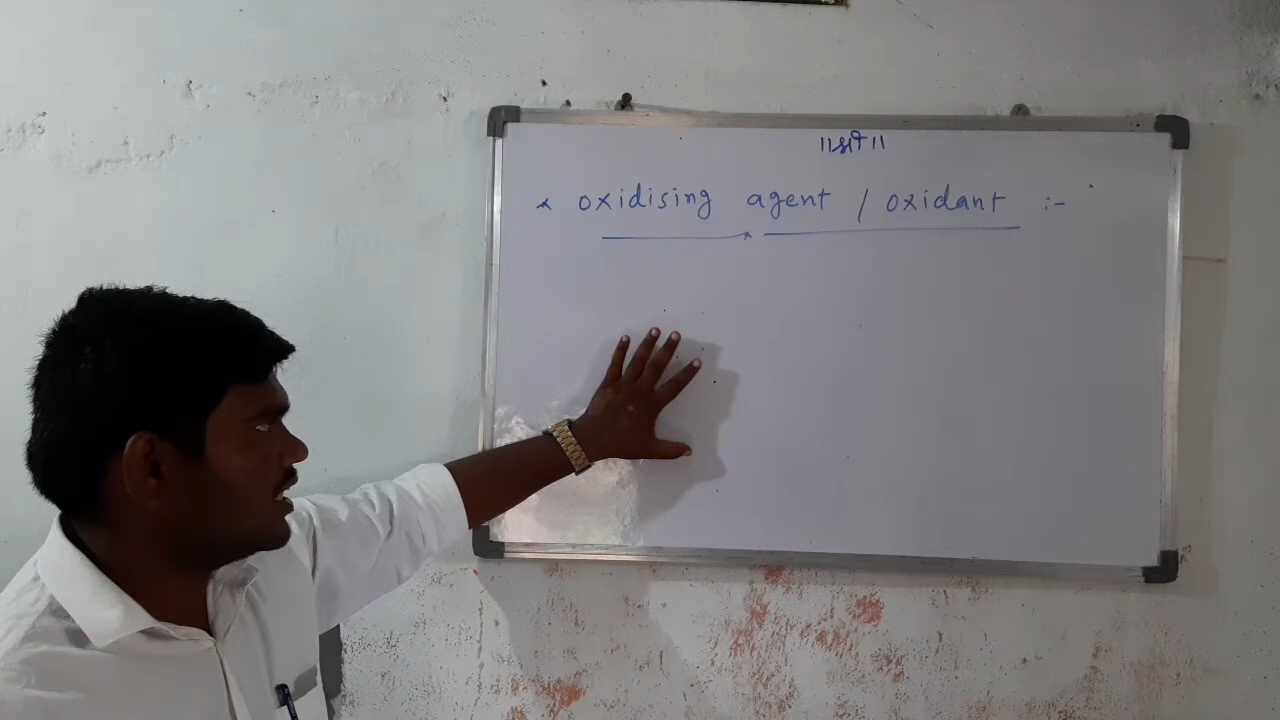 ॥श्री॥
* oxidising agent / oxidant :-